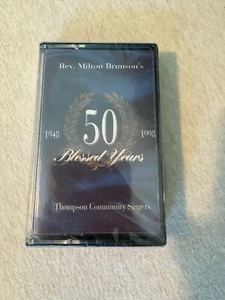 Rev. Milton Brunson's
1948 50 1998
Blessed Years
Thompson Community Singers